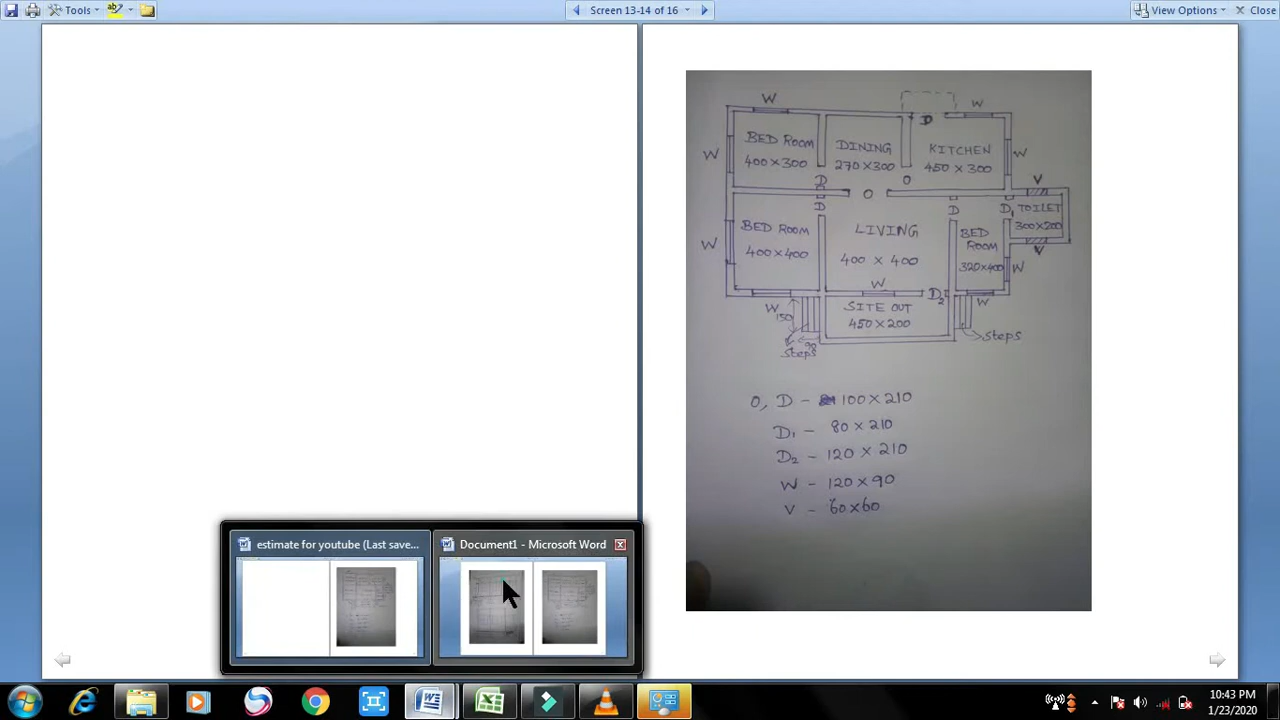 Tools
Screen 13-14 of 16
View Options
Close
W
W
D
BED ROOM
400 × 300
DINING
270 × 300
KITCHEN
450 × 300
W
W
D
O
V
O
D
D
D₁
TOILET
300×200
BED ROOM
400×400
LIVING
400 × 400
BED
ROOM
320×400
V
W
W
W
W
D₂
W
150
SITE OUT
450×200
90
Steps
Steps
O, D - 100 × 210
D₁ - 80 × 210
D₂ - 120 × 210
W - 120 × 90
V - 60×60
estimate for youtube (Last save...
Document1 - Microsoft Word
10:43 PM
1/23/2020